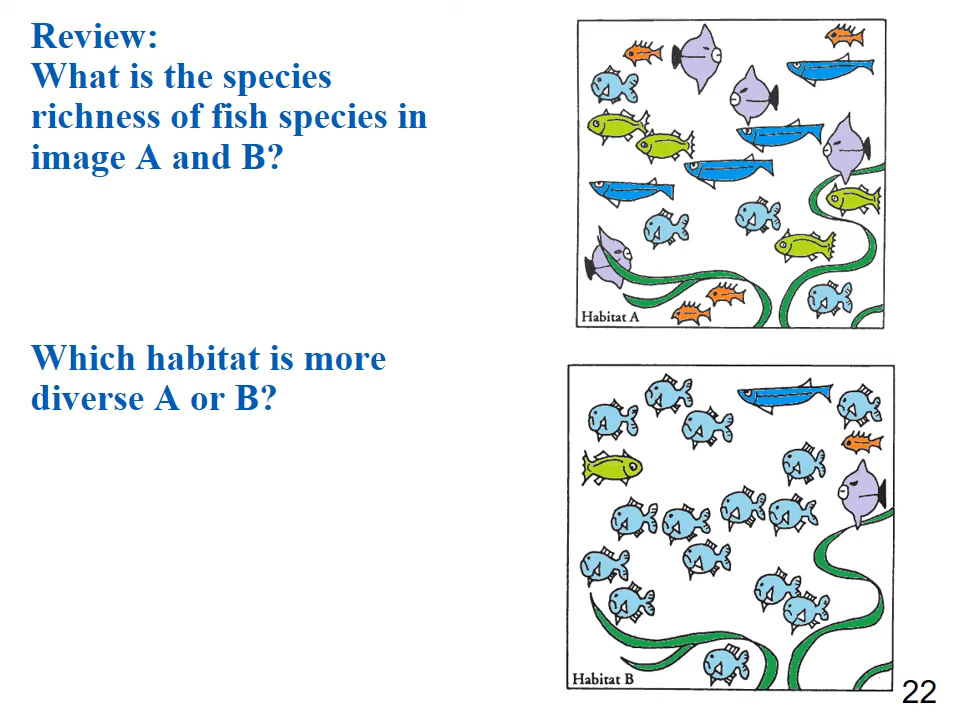 Review:
What is the species
richness of fish species in
image A and B?
Habitat A
Which habitat is more
diverse A or B?
Habitat B
22